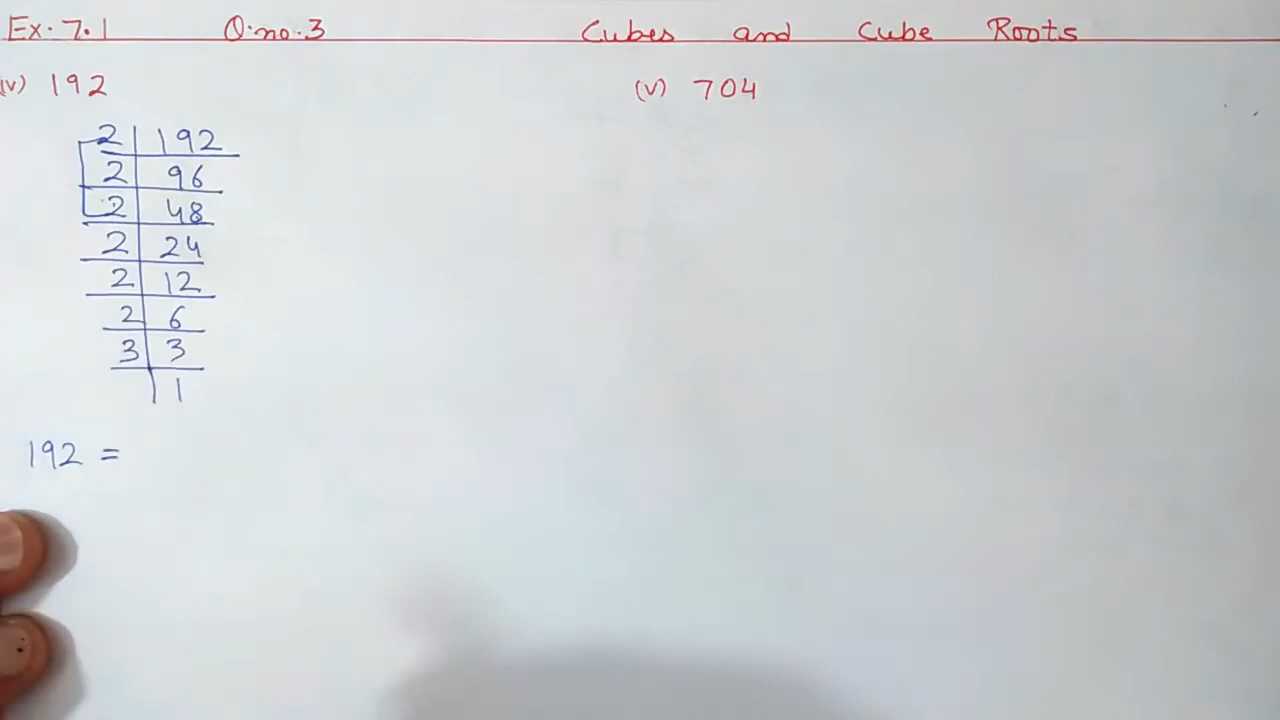 Ex. 7.1 Q.no.3 Cubes and Cube Roots
(iv) 192 (v) 704
2 | 192
2 | 96
2 | 48
2 | 24
2 | 12
2 | 6
3 | 3
| 1
192 =